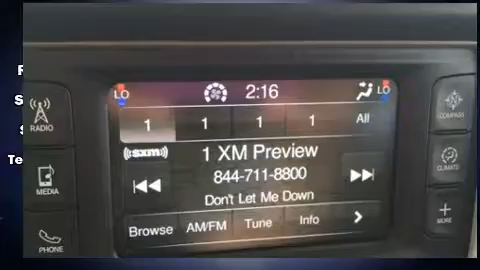 R
S
S
Te
RADIO
MEDIA
PHONE
LO 2:16 LO
1 1 1 1 All
((sxm)) 1 XM Preview
844-711-8800
Don't Let Me Down
Browse AM/FM Tune Info
COMPASS
CLIMATE
MORE